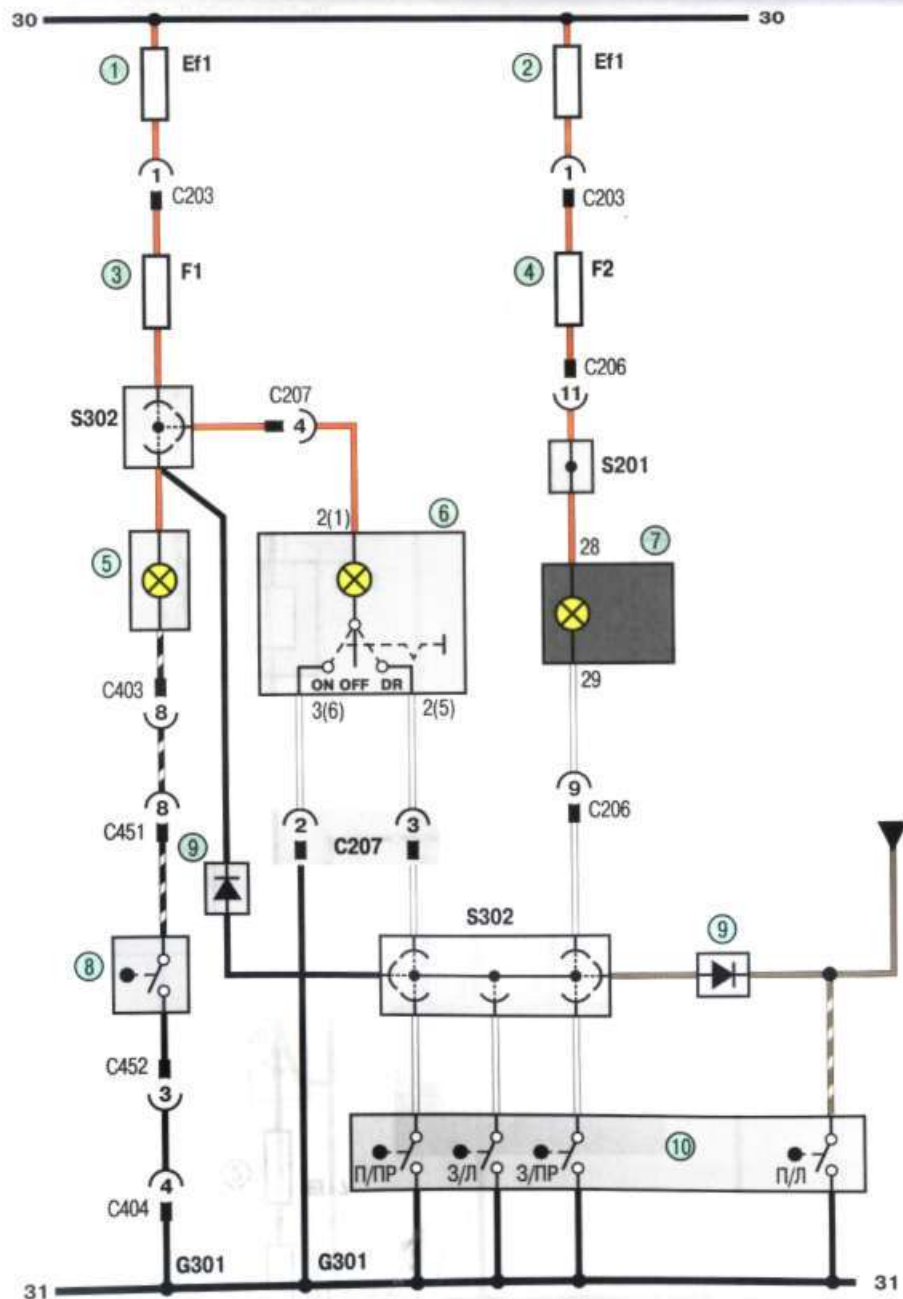 30 30
1 Ef1 2 Ef1
1 1
C203 C203
3 F1 4 F2
C206
C207 11
S302 4 S201
2(1) 6
5 28 7
ON OFF DR
C403 3(6) 2(5) 29
8
8 9
2 3 C206
C451 9 C207
S302
8 9
C452
3
П/ПР З/Л З/ПР 10 П/Л
4
C404
G301 G301
31 31